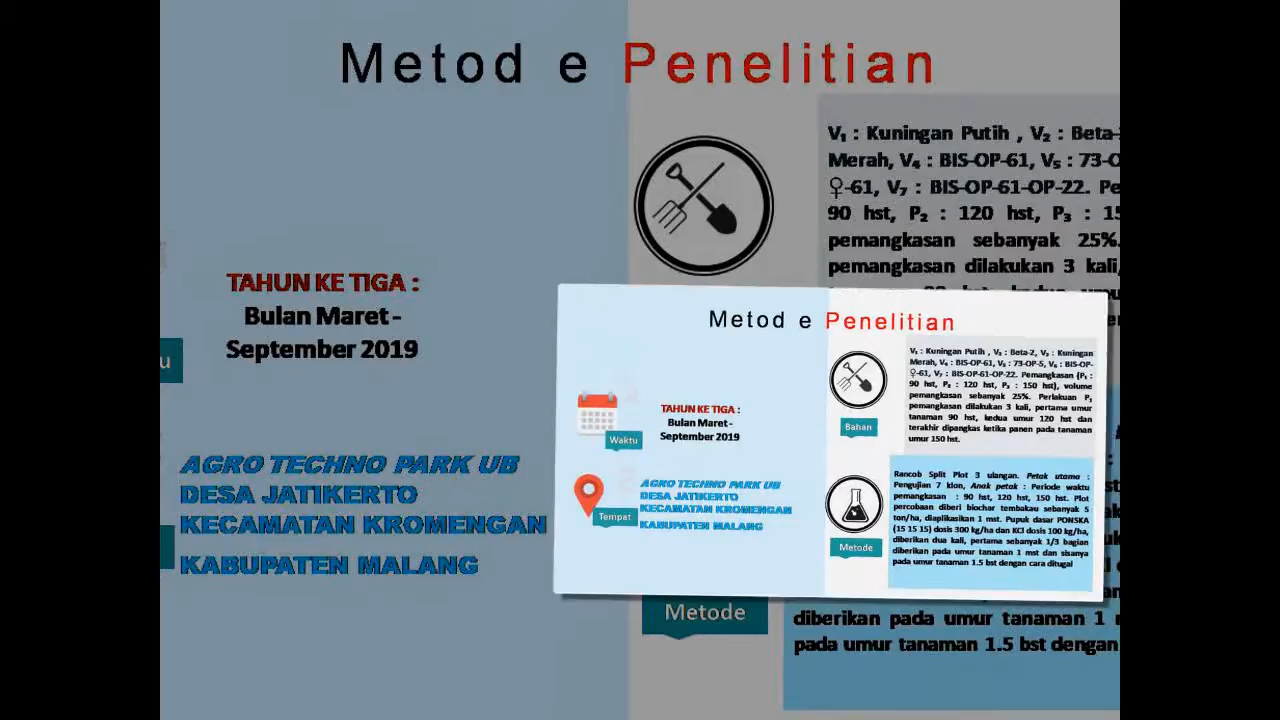 Metod e Penelitian
V₁ : Kuningan Putih , V₂ : Beta-
Merah, V₄ : BIS-OP-61, V₅ : 73-O
♀-61, V₇ : BIS-OP-61-OP-22. Pe
90 hst, P₂ : 120 hst, P₃ : 15
pemangkasan sebanyak 25%.
pemangkasan dilakukan 3 kali,
TAHUN KE TIGA :
Bulan Maret -
September 2019
u
AGRO TECHNO PARK UB
DESA JATIKERTO
KECAMATAN KROMENGAN
KABUPATEN MALANG
Metode
diberikan pada umur tanaman 1
pada umur tanaman 1.5 bst dengan
Metod e Penelitian
V₁ : Kuningan Putih , V₂ : Beta-2, V₃ : Kuningan
Merah, V₄ : BIS-OP-61, V₅ : 73-OP-5, V₆ : BIS-OP-
♀-61, V₇ : BIS-OP-61-OP-22. Pemangkasan (P₁ :
90 hst, P₂ : 120 hst, P₃ : 150 hst), volume
pemangkasan sebanyak 25%. Perlakuan P₁
pemangkasan dilakukan 3 kali, pertama umur
tanaman 90 hst, kedua umur 120 hst dan
terakhir dipangkas ketika panen pada tanaman
umur 150 hst.
Bahan
TAHUN KE TIGA :
Bulan Maret -
September 2019
Waktu
AGRO TECHNO PARK UB
DESA JATIKERTO
KECAMATAN KROMENGAN
KABUPATEN MALANG
Tempat
Rancob Split Plot 3 ulangan. Petak utama :
Pengujian 7 klon, Anak petak : Periode waktu
pemangkasan : 90 hst, 120 hst, 150 hst. Plot
percobaan diberi biochar tembakau sebanyak 5
ton/ha, diaplikasikan 1 mst. Pupuk dasar PONSKA
(15 15 15) dosis 300 kg/ha dan KCl dosis 100 kg/ha,
diberikan dua kali, pertama sebanyak 1/3 bagian
diberikan pada umur tanaman 1 mst dan sisanya
pada umur tanaman 1.5 bst dengan cara ditugal
Metode